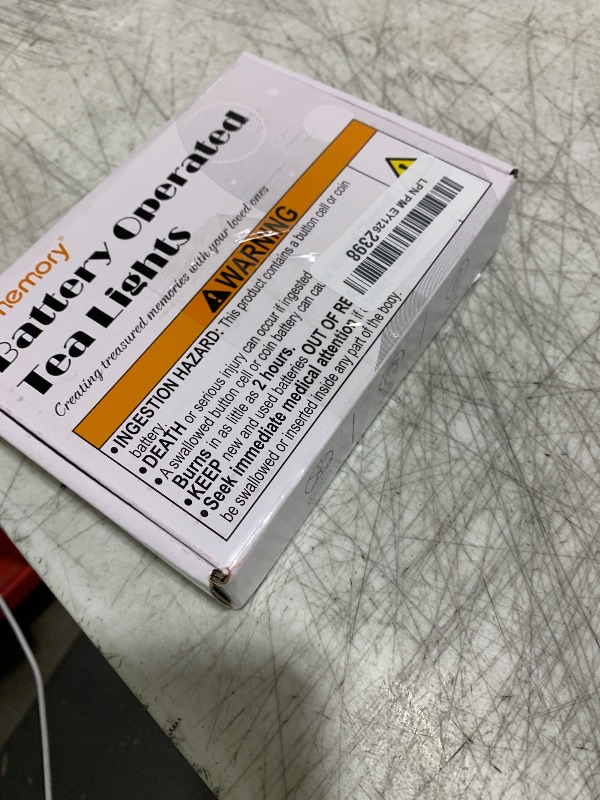 memory®
Battery Operated
Tea Lights
Creating treasured memories with your loved ones
WARNING
• INGESTION HAZARD: This product contains a button cell or coin
battery.
• DEATH or serious injury can occur if ingested
• A swallowed button cell or coin battery can
Burns in as little as 2 hours.
• KEEP new and used batteries OUT OF RE
• Seek immediate medical attention if
be swallowed or inserted inside any part of the body.
LPN PM EY126 2398